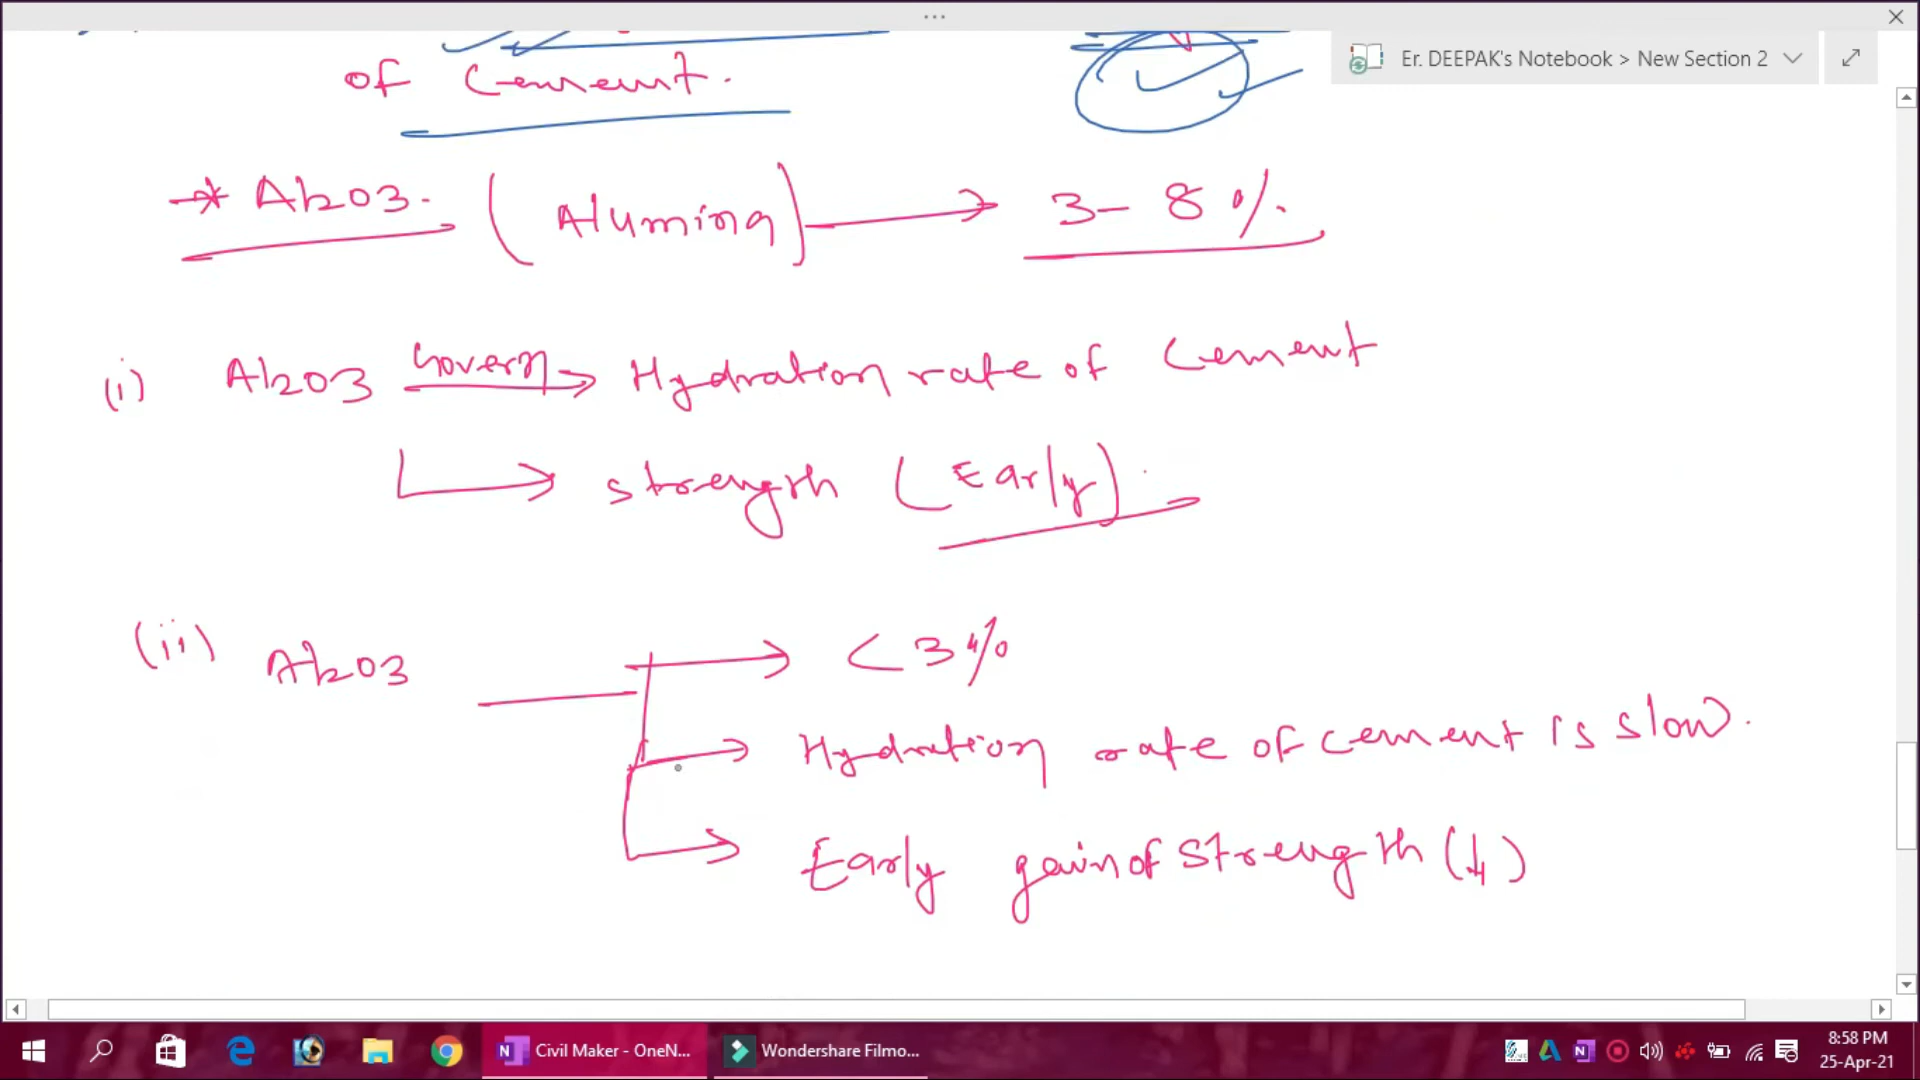 Er. DEEPAK's Notebook > New Section 2
of Cement.
→* Al2O3. (Alumina) → 3-8 %.
(i) Al2O3 Govern → Hydration rate of Cement
→ strength (Early).
(ii) Al2O3 → < 3%
→ Hydration rate of cement is slow.
→ Early gain of strength (↓)
Civil Maker - OneN...
Wondershare Filmo...
8:58 PM
25-Apr-21